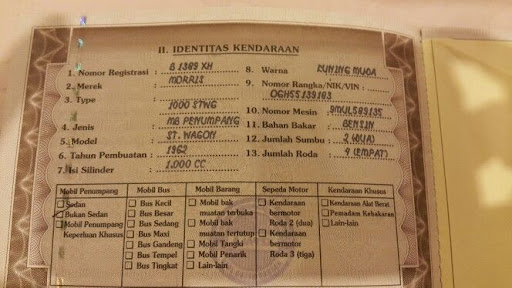 II. IDENTITAS KENDARAAN
1. Nomor Registrasi : B 1389 XH
2. Merek : MORRIS
3. Type :
1000 STWG
4. Jenis : MB PENUMPANG
5. Model : ST. WAGON
6. Tahun Pembuatan : 1962
7. Isi Silinder : 1.000 CC
8. Warna : KUNING MUDA
9. Nomor Rangka/NIK/VIN :
OGH55139183
10. Nomor Mesin : 9MUL589135
11. Bahan Bakar : BENSIN
12. Jumlah Sumbu : 2 (DUA)
13. Jumlah Roda : 4 (EMPAT)
Mobil Penumpang
Sedan
Bukan Sedan
Mobil Penumpang
Keperluan Khusus
Mobil Bus
Bus Kecil
Bus Besar
Bus Sedang
Bus Maxi
Bus Gandeng
Bus Tempel
Bus Tingkat
Mobil Barang
Mobil bak
muatan terbuka
Mobil bak
muatan tertutup
Mobil Tangki
Mobil Penarik
Lain-lain
Sepeda Motor
Kendaraan
bermotor
Roda 2 (dua)
Kendaraan
bermotor
Roda 3 (tiga)
Kendaraan Khusus
Kendaraan Alat Berat
Pemadam Kebakaran
Lain-lain